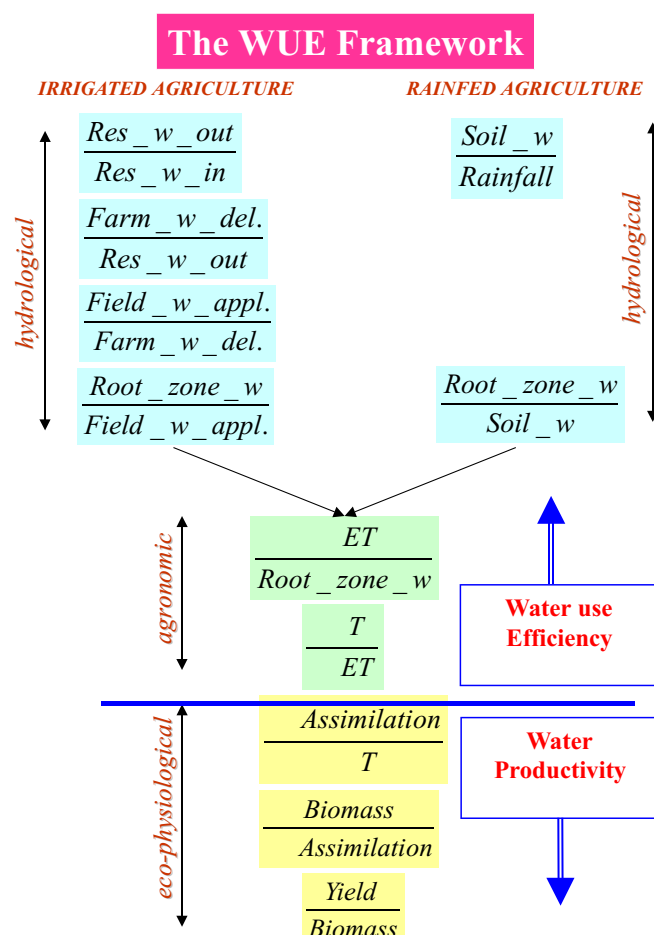 The WUE Framework
IRRIGATED AGRICULTURE
RAINFED AGRICULTURE
hydrological
Res_w_out
Res_w_in
Farm_w_del.
Res_w_out
Field_w_appl.
Farm_w_del.
Root_zone_w
Field_w_appl.
Soil_w
Rainfall
Root_zone_w
Soil_w
hydrological
agronomic
ET
Root_zone_w
T
ET
Water use
Efficiency
eco-physiological
Assimilation
T
Biomass
Assimilation
Yield
Biomass
Water
Productivity